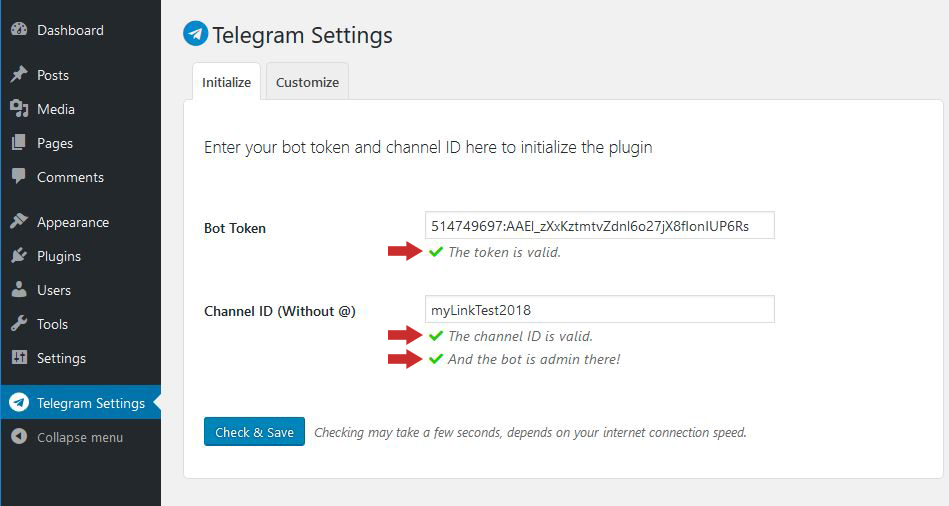 Dashboard
Posts
Media
Pages
Comments
Appearance
Plugins
Users
Tools
Settings
Telegram Settings
Collapse menu
Telegram Settings
Initialize
Customize
Enter your bot token and channel ID here to initialize the plugin
Bot Token
514749697:AAEl_zXxKztmtvZdnl6o27jX8flonIUP6Rs
The token is valid.
Channel ID (Without @)
myLinkTest2018
The channel ID is valid.
And the bot is admin there!
Check & Save
Checking may take a few seconds, depends on your internet connection speed.